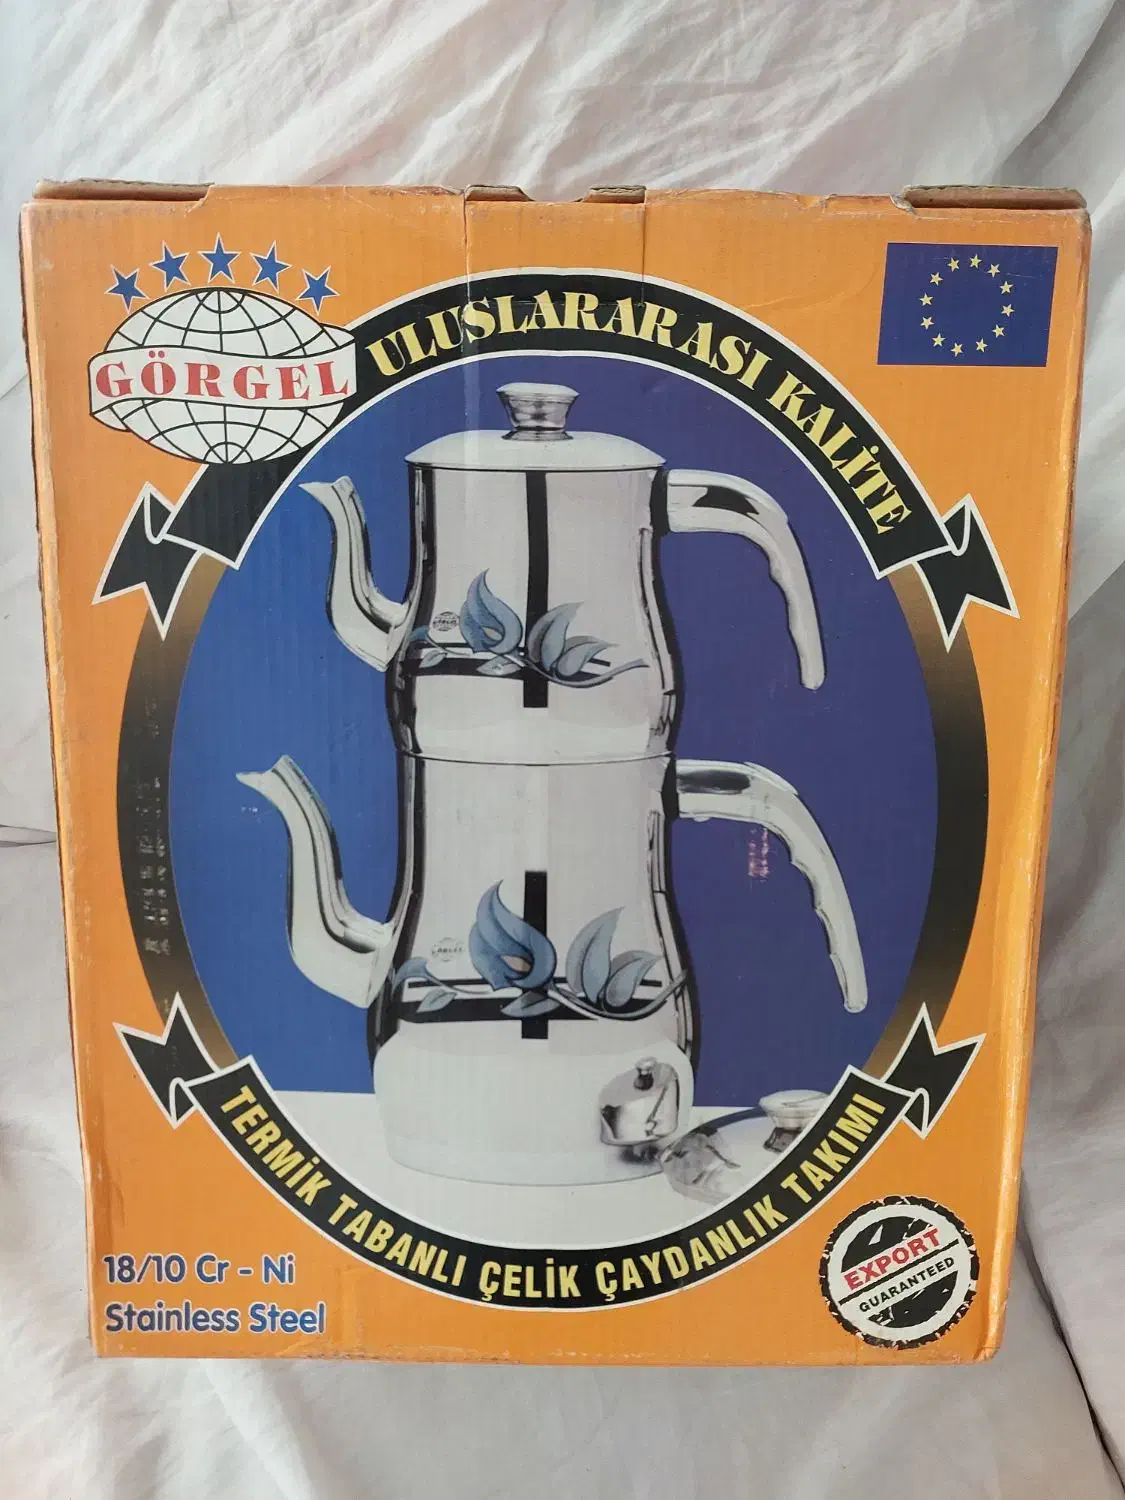 GÖRGEL
ULUSLARARASI KALİTE
TERMİK TABANLI ÇELİK ÇAYDANLIK TAKIMI
18/10 Cr - Ni
Stainless Steel
EXPORT
GUARANTEED